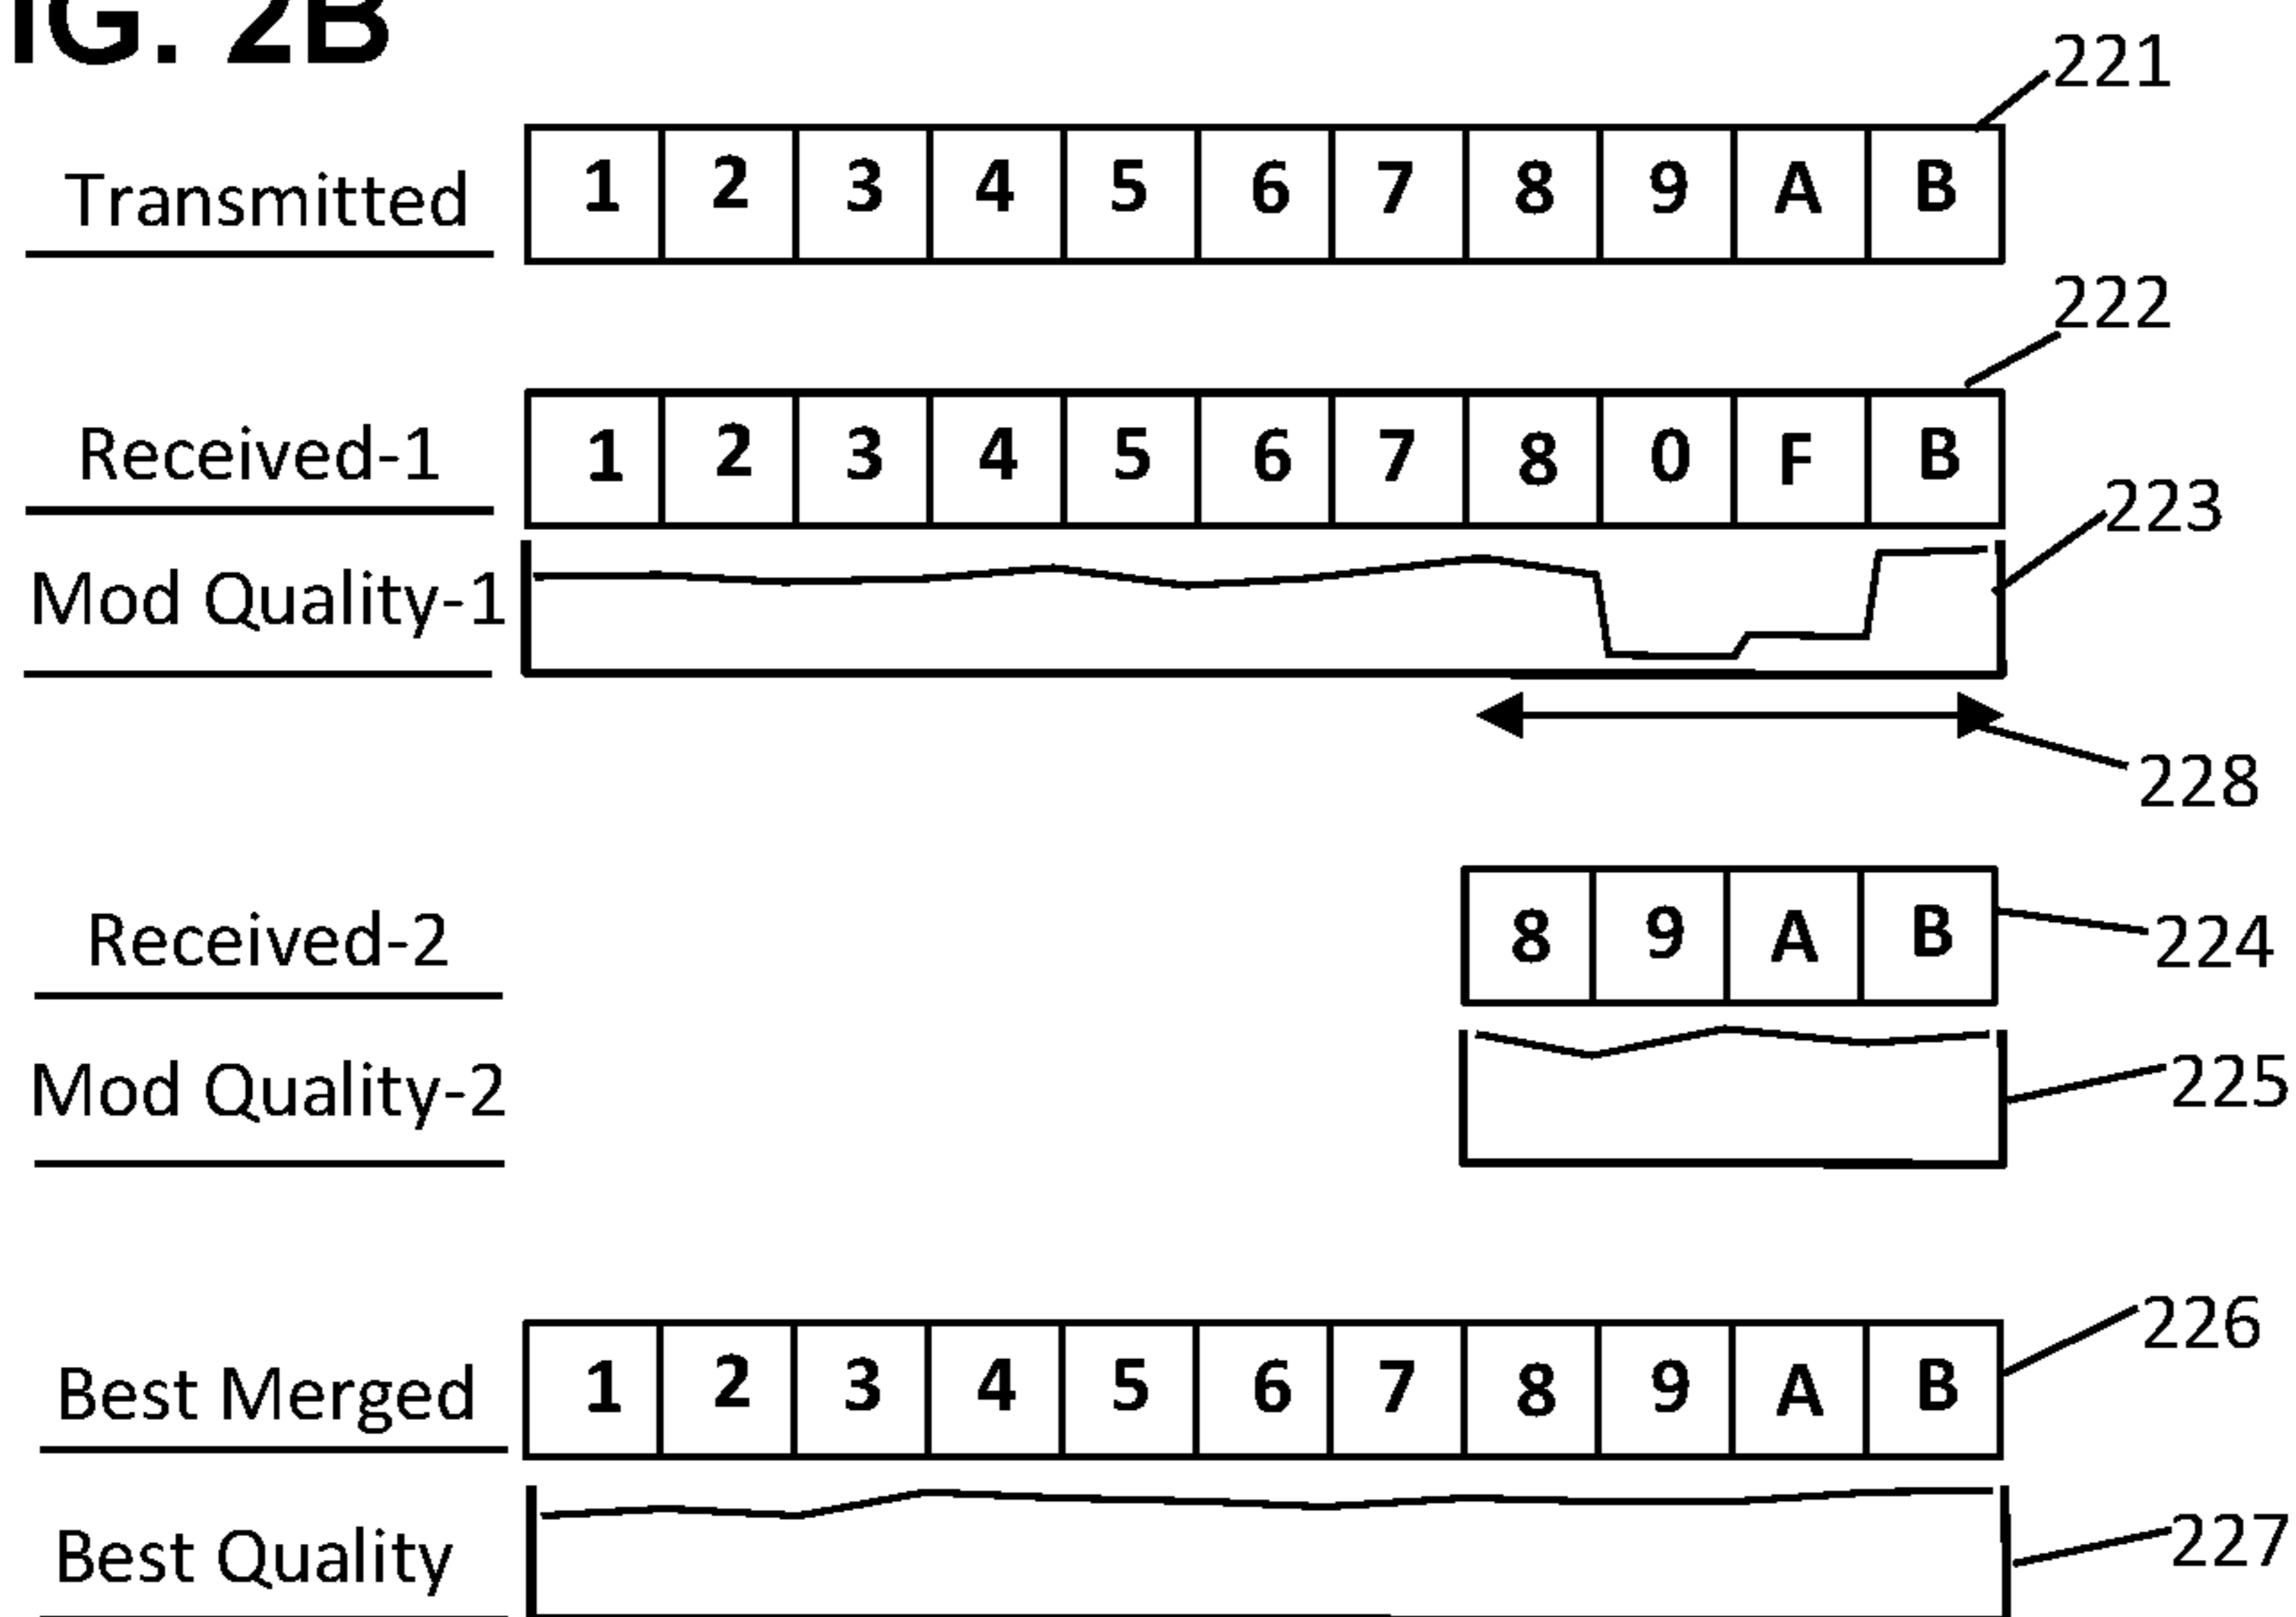 IG. 2B
221
Transmitted 1 2 3 4 5 6 7 8 9 A B
222
Received-1 1 2 3 4 5 6 7 8 0 F B
223
Mod Quality-1
228
Received-2 8 9 A B 224
Mod Quality-2 225
226
Best Merged 1 2 3 4 5 6 7 8 9 A B
Best Quality 227